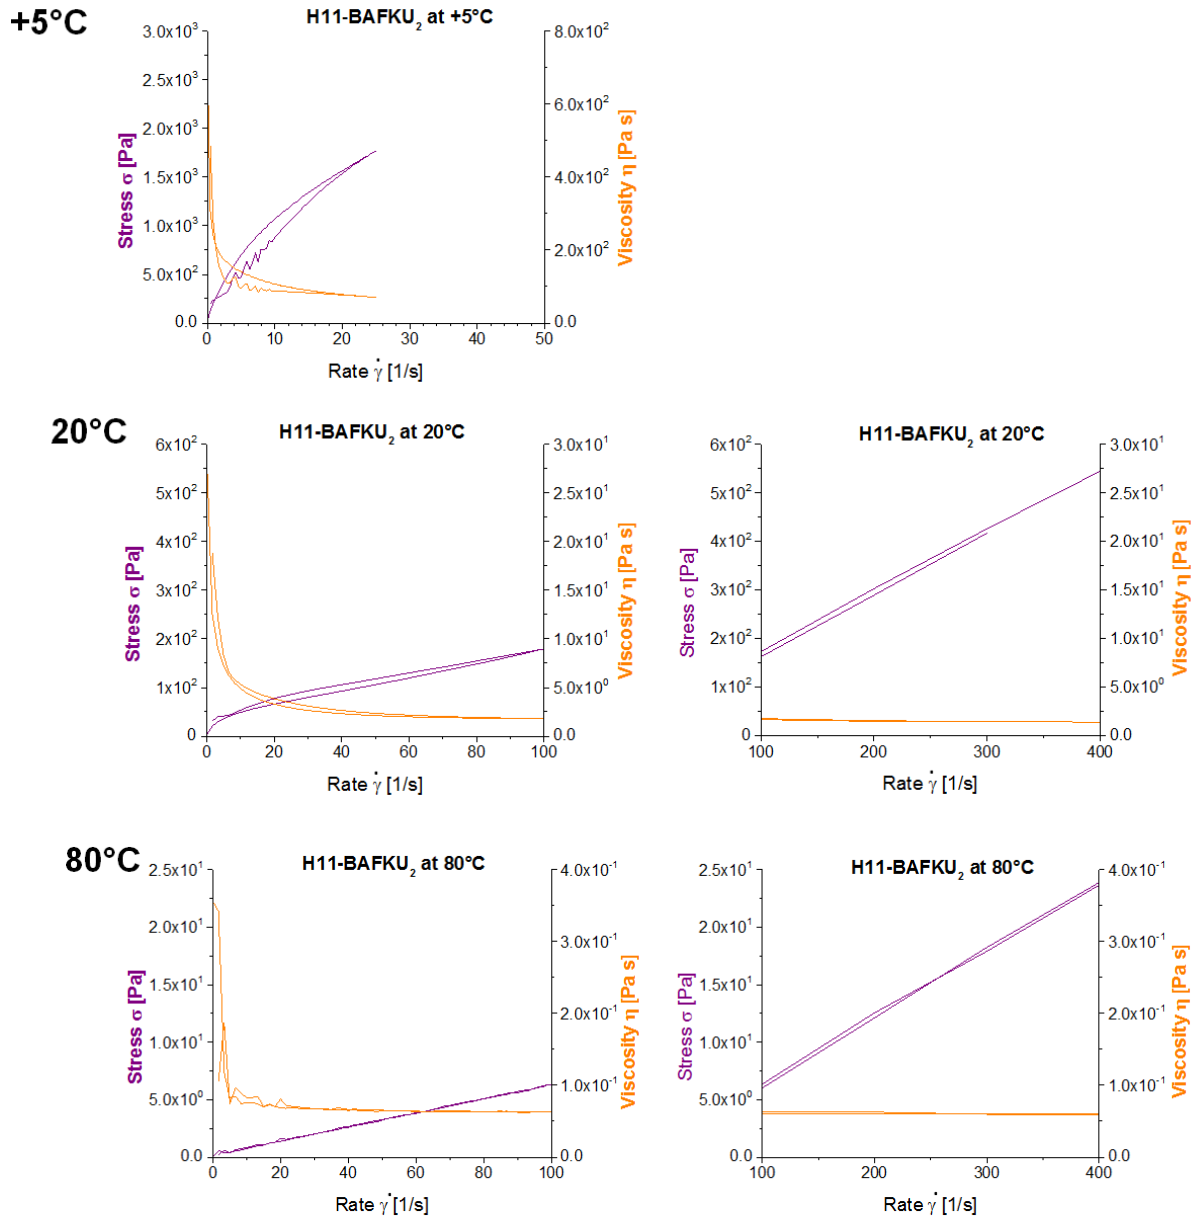 +5°C
H11-BAFKU₂ at +5°C
3.0x10³
2.5x10³
2.0x10³
1.5x10³
1.0x10³
5.0x10²
0.0
Stress σ [Pa]
8.0x10²
6.0x10²
4.0x10²
2.0x10²
0.0
Viscosity η [Pa s]
0 10 20 30 40 50
Rate γ̇ [1/s]
20°C
H11-BAFKU₂ at 20°C
6x10²
5x10²
4x10²
3x10²
2x10²
1x10²
0
Stress σ [Pa]
3.0x10¹
2.5x10¹
2.0x10¹
1.5x10¹
1.0x10¹
5.0x10⁰
0.0
Viscosity η [Pa s]
0 20 40 60 80 100
Rate γ̇ [1/s]
H11-BAFKU₂ at 20°C
6x10²
5x10²
4x10²
3x10²
2x10²
1x10²
0
Stress σ [Pa]
3.0x10¹
2.5x10¹
2.0x10¹
1.5x10¹
1.0x10¹
5.0x10⁰
0.0
Viscosity η [Pa s]
100 200 300 400
Rate γ̇ [1/s]
80°C
H11-BAFKU₂ at 80°C
2.5x10¹
2.0x10¹
1.5x10¹
1.0x10¹
5.0x10⁰
0.0
Stress σ [Pa]
4.0x10⁻¹
3.0x10⁻¹
2.0x10⁻¹
1.0x10⁻¹
0.0
Viscosity η [Pa s]
0 20 40 60 80 100
Rate γ̇ [1/s]
H11-BAFKU₂ at 80°C
2.5x10¹
2.0x10¹
1.5x10¹
1.0x10¹
5.0x10⁰
0.0
Stress σ [Pa]
4.0x10⁻¹
3.0x10⁻¹
2.0x10⁻¹
1.0x10⁻¹
0.0
Viscosity η [Pa s]
100 200 300 400
Rate γ̇ [1/s]